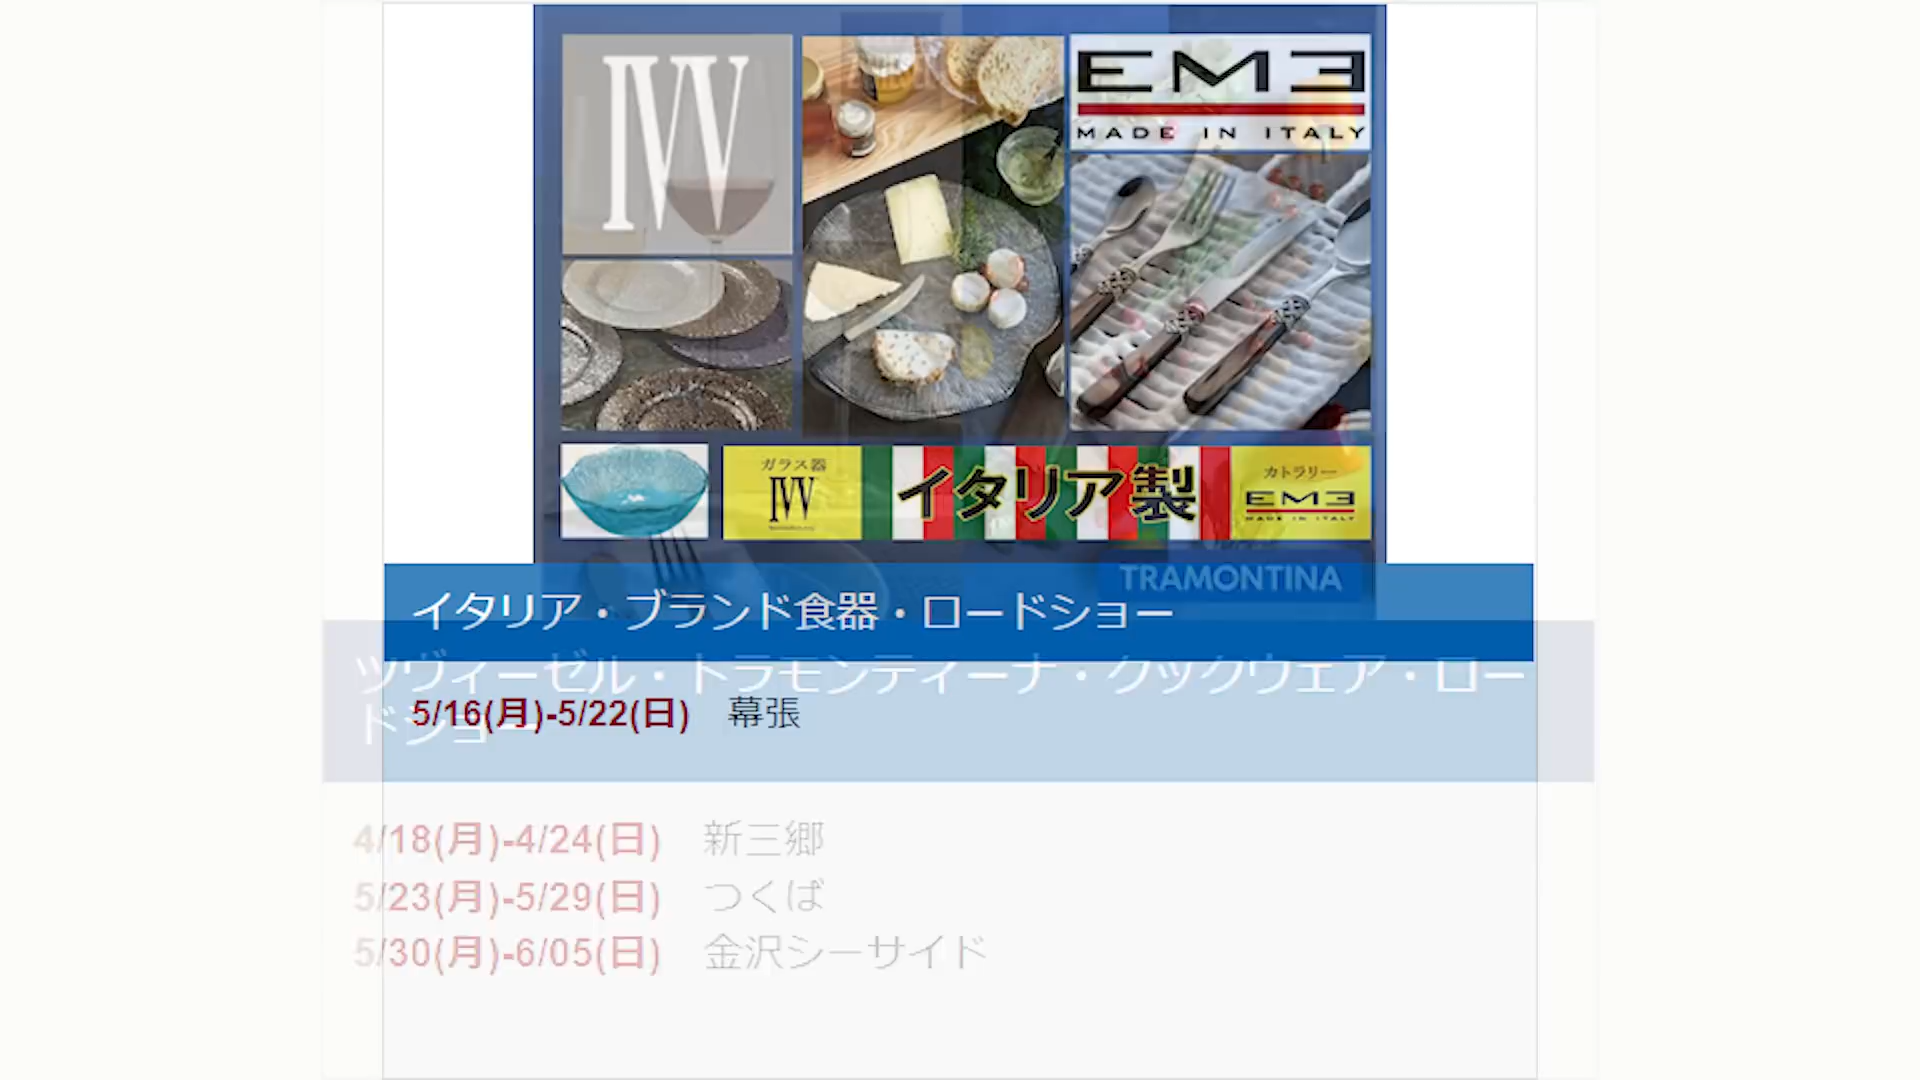 IVV
EME
MADE IN ITALY
ガラス器
IVV
イタリア製
カトラリー
EME
MADE IN ITALY
TRAMONTINA
イタリア・ブランド食器・ロードショー
ツヴィーゼル・トラモンティーナ・クックウェア・ロー
ドショー
5/16(月)-5/22(日) 幕張
4/18(月)-4/24(日) 新三郷
5/23(月)-5/29(日) つくば
5/30(月)-6/05(日) 金沢シーサイド